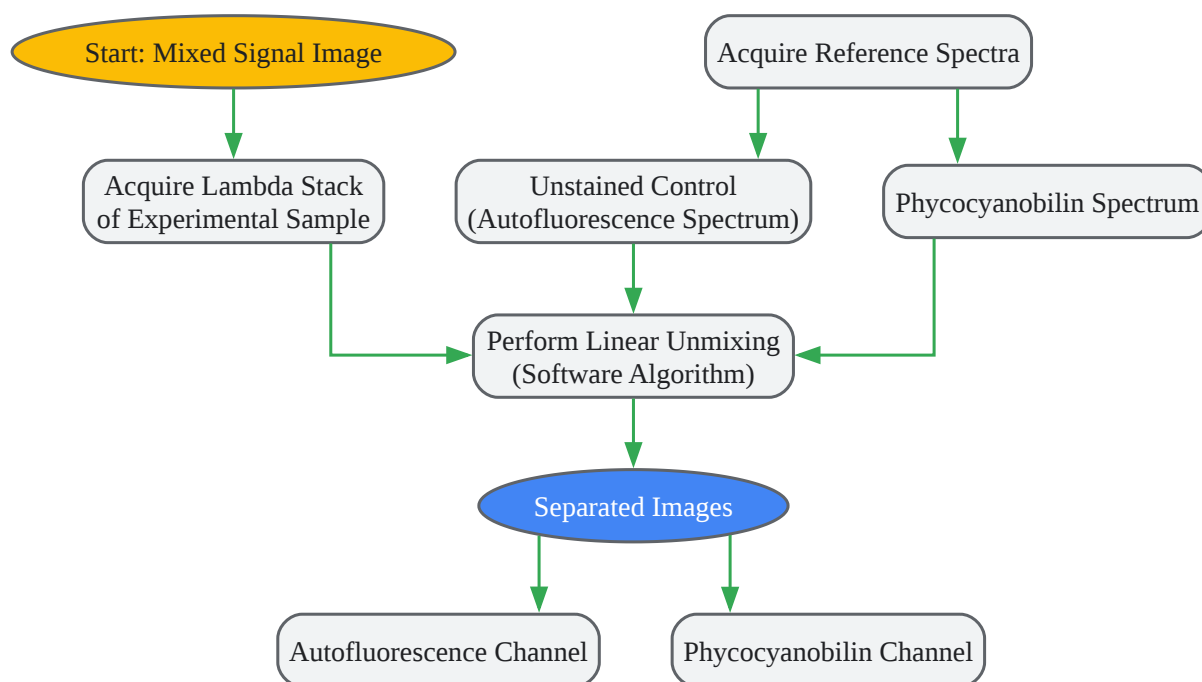 Start: Mixed Signal Image
Acquire Reference Spectra
Acquire Lambda Stack
of Experimental Sample
Unstained Control
(Autofluorescence Spectrum)
Phycocyanobilin Spectrum
Perform Linear Unmixing
(Software Algorithm)
Separated Images
Autofluorescence Channel
Phycocyanobilin Channel